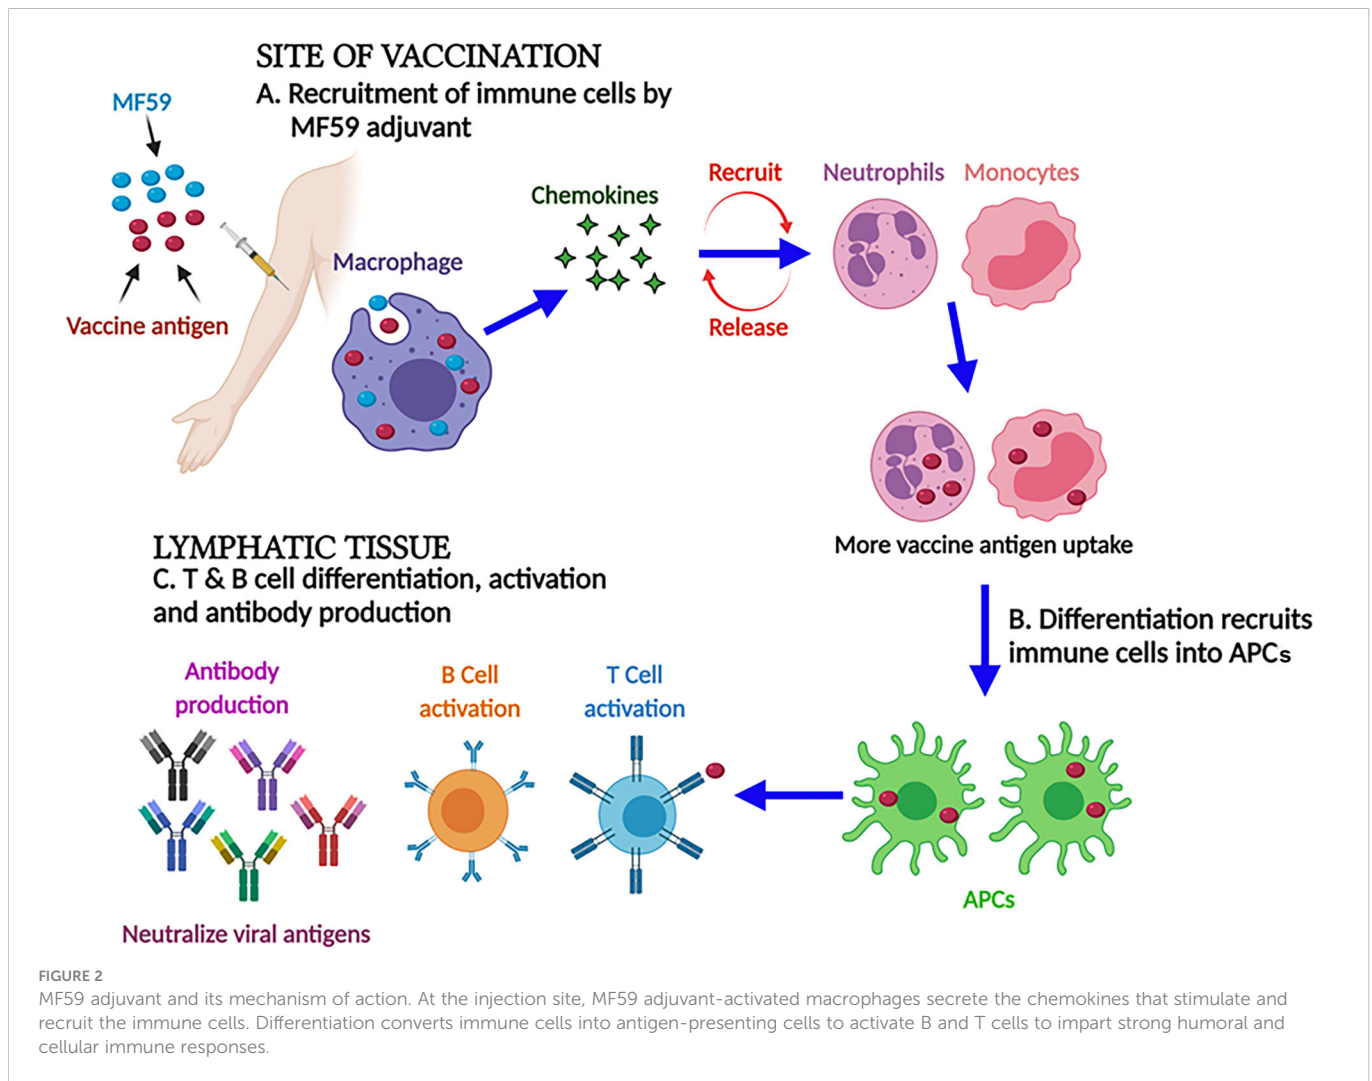 SITE OF VACCINATION
A. Recruitment of immune cells by
MF59 adjuvant
MF59
Vaccine antigen
Macrophage
Chemokines
Recruit
Release
Neutrophils
Monocytes
More vaccine antigen uptake
B. Differentiation recruits
immune cells into APCs
APCs
LYMPHATIC TISSUE
C. T & B cell differentiation, activation
and antibody production
T Cell
activation
B Cell
activation
Antibody
production
Neutralize viral antigens
FIGURE 2
MF59 adjuvant and its mechanism of action. At the injection site, MF59 adjuvant-activated macrophages secrete the chemokines that stimulate and
recruit the immune cells. Differentiation converts immune cells into antigen-presenting cells to activate B and T cells to impart strong humoral and
cellular immune responses.